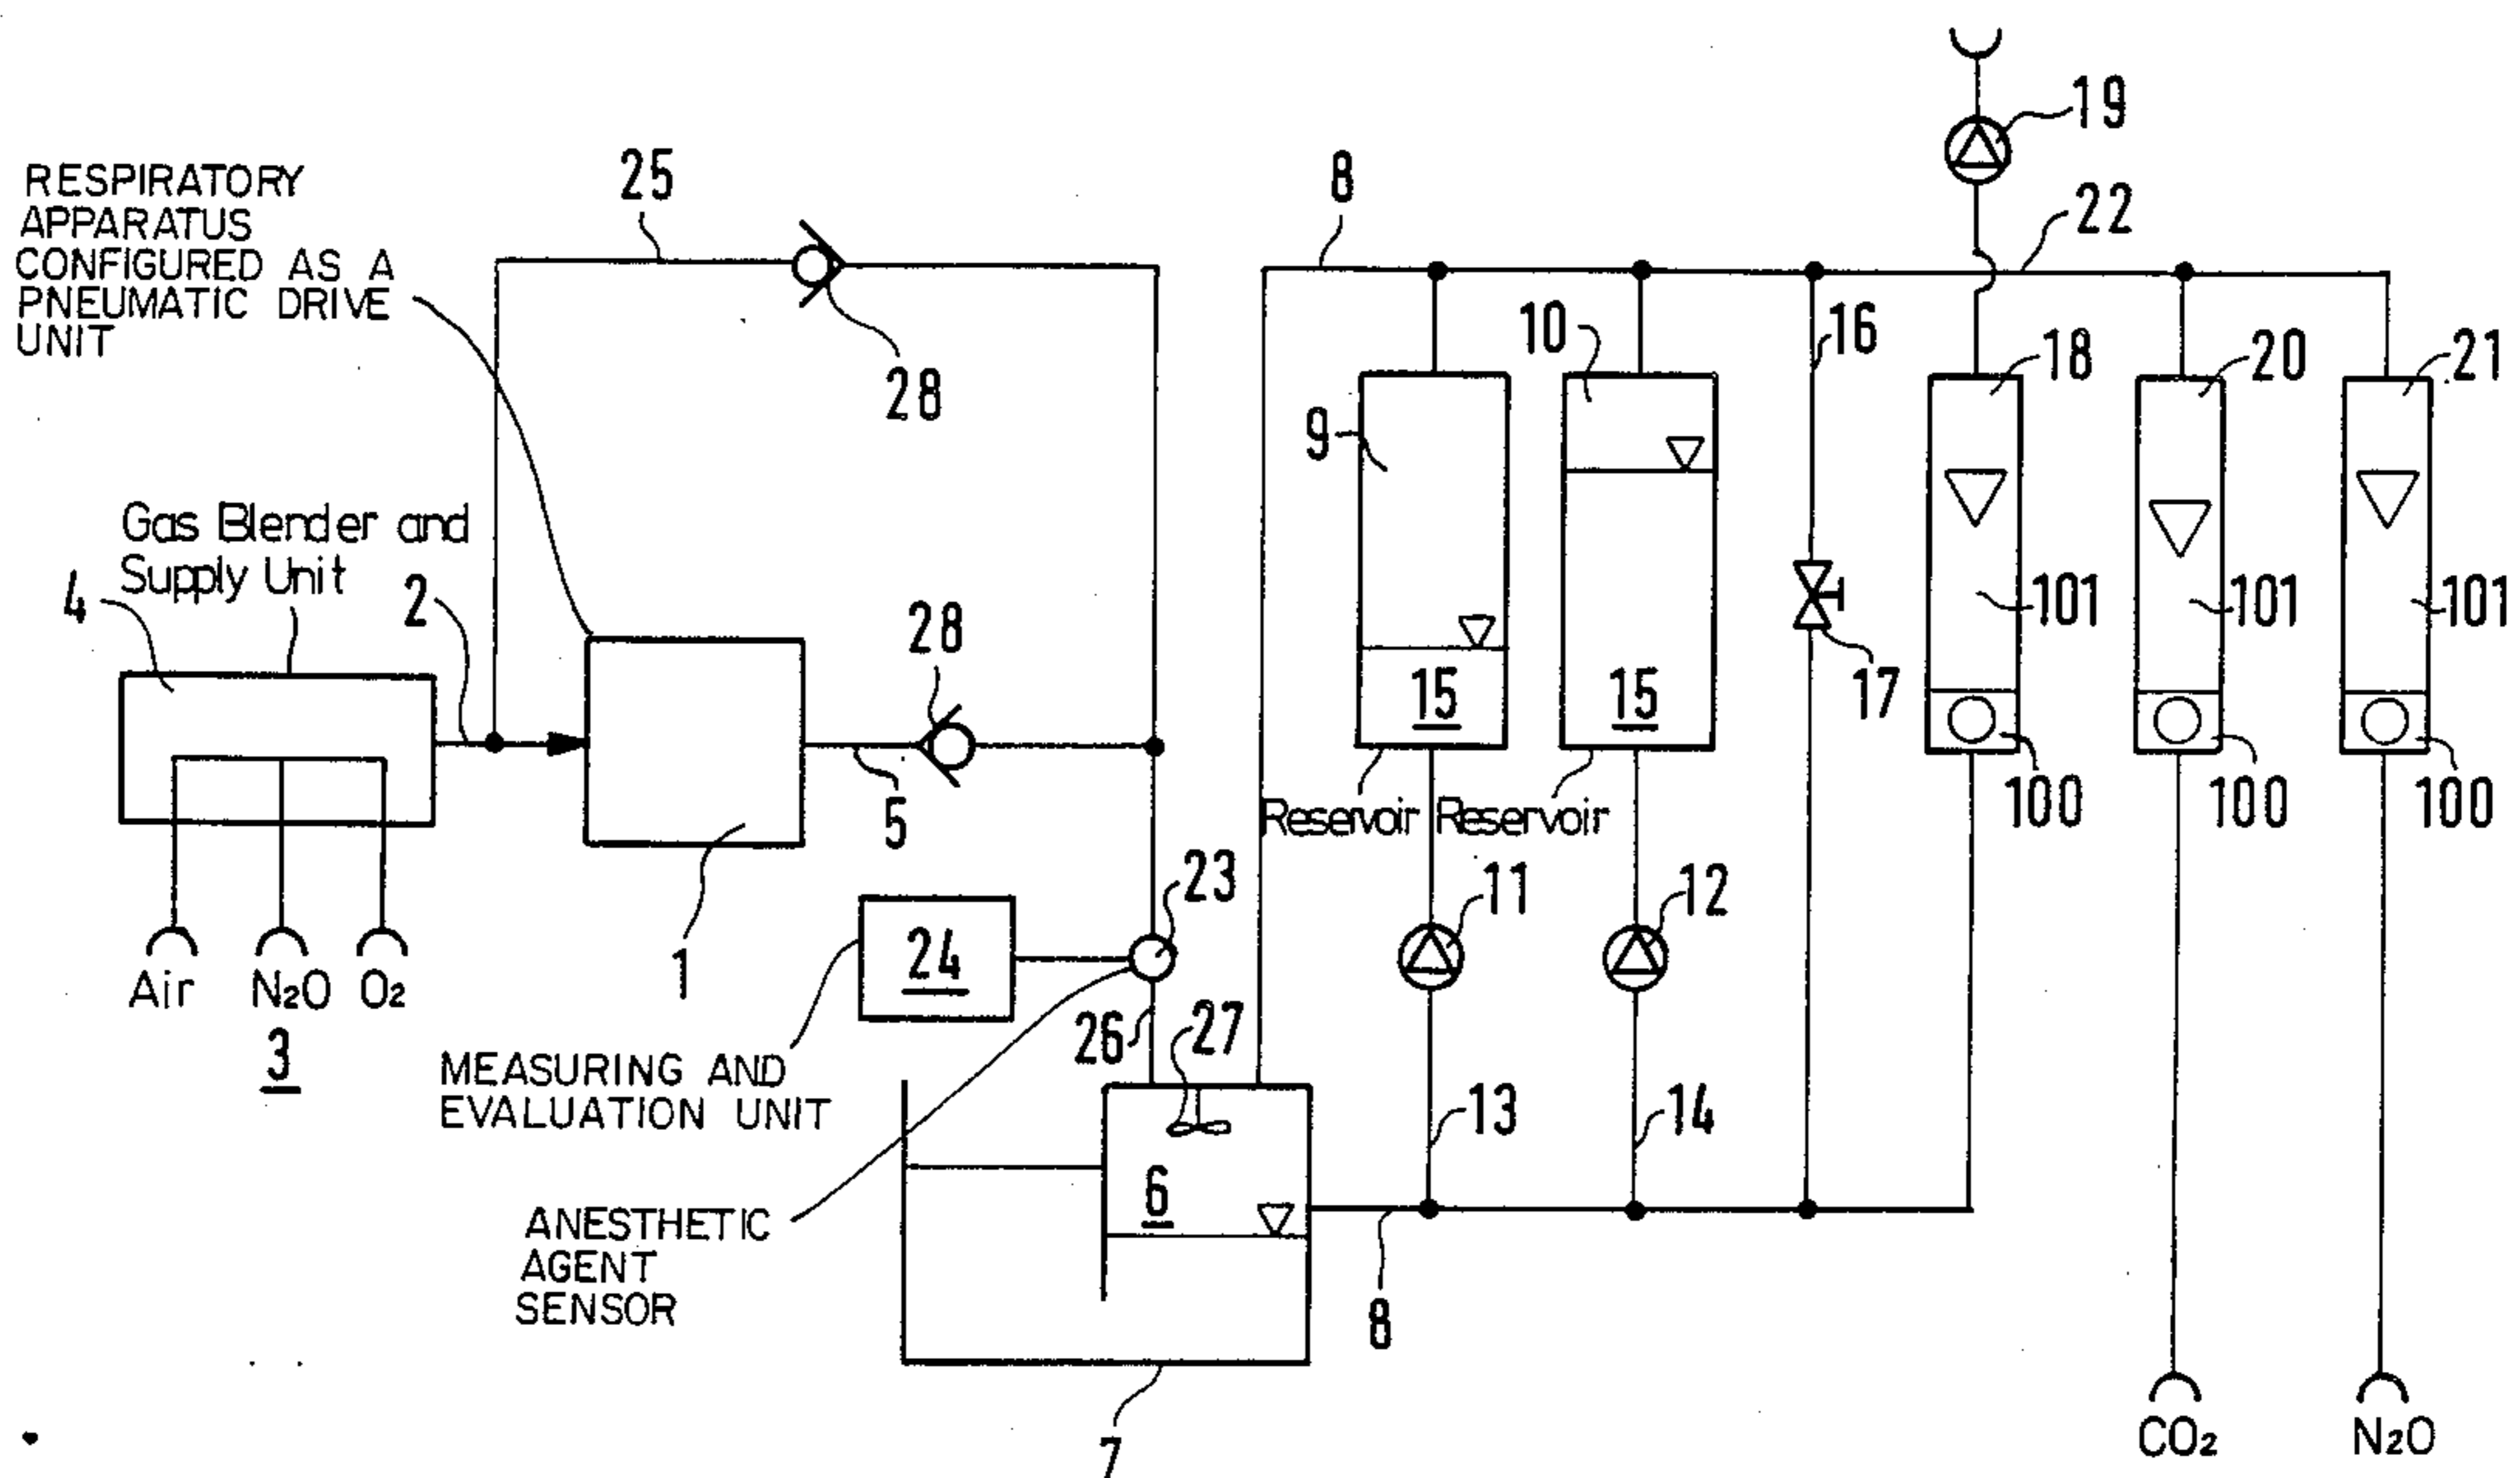 19
25
8
22
RESPIRATORY
APPARATUS
CONFIGURED AS A
PNEUMATIC DRIVE
UNIT
28
10
16
18
20
21
9
Gas Blender and
Supply Unit
4
2
28
101
101
101
15
15
17
5
Reservoir
Reservoir
100
100
100
1
24
23
11
12
Air
N₂O
O₂
3
26
27
MEASURING AND
EVALUATION UNIT
13
14
6
ANESTHETIC
AGENT
SENSOR
8
7
CO₂
N₂O